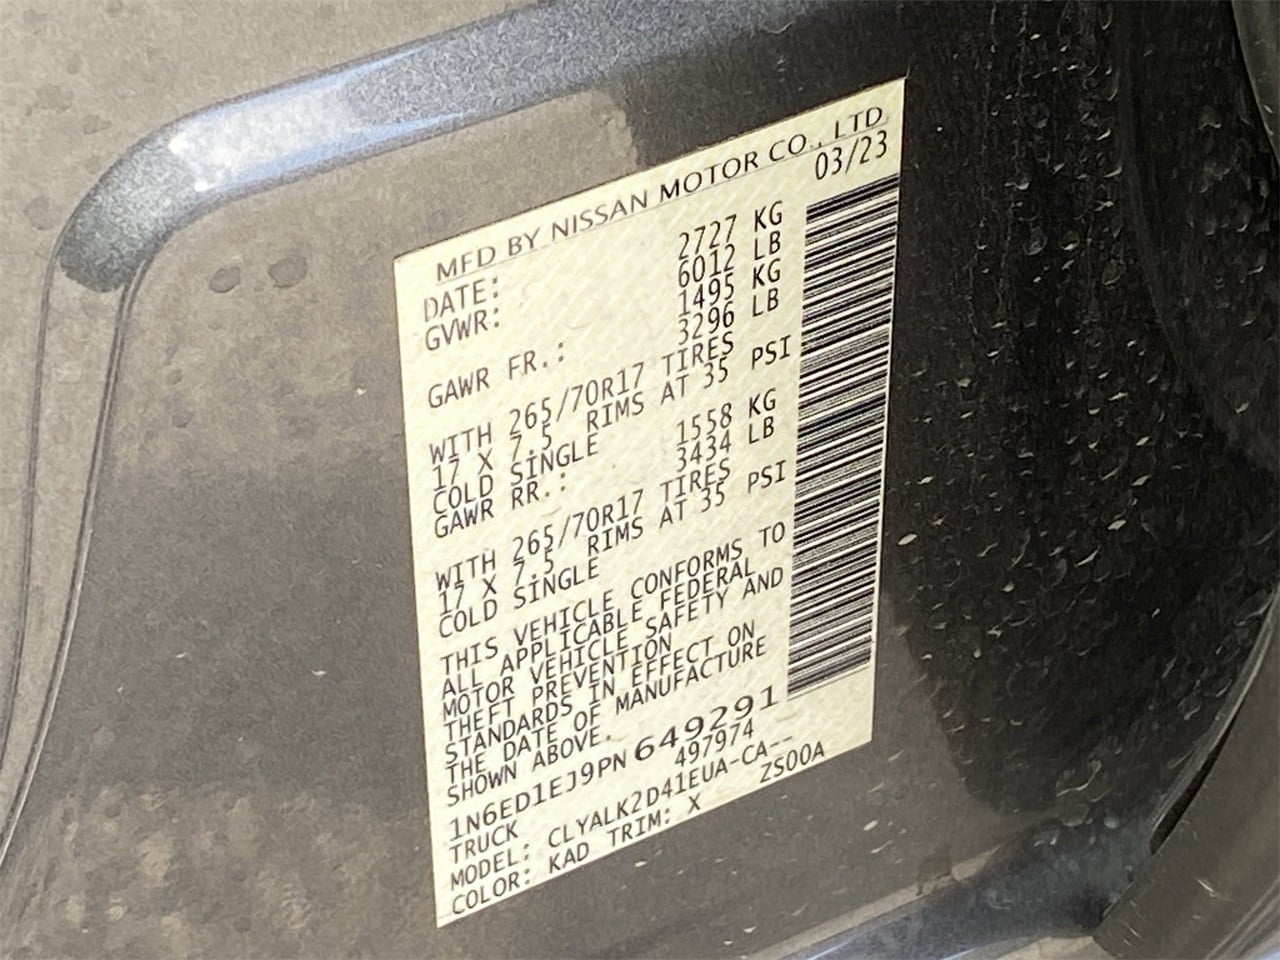 MFD BY NISSAN MOTOR CO., LTD.
DATE: 03/23
GVWR: 2727 KG
6012 LB
GAWR FR.: 1495 KG
3296 LB
WITH 265/70R17 TIRES
17 X 7.5 RIMS AT 35 PSI
COLD SINGLE
GAWR RR.: 1558 KG
3434 LB
WITH 265/70R17 TIRES
17 X 7.5 RIMS AT 35 PSI
COLD SINGLE
THIS VEHICLE CONFORMS TO
ALL APPLICABLE FEDERAL
MOTOR VEHICLE SAFETY AND
THEFT PREVENTION
STANDARDS IN EFFECT ON
THE DATE OF MANUFACTURE
SHOWN ABOVE.
1N6ED1EJ9PN 649291
TRUCK 497974
MODEL: CLYALK2D41EUA-CA--
COLOR: KAD TRIM: X ZS00A